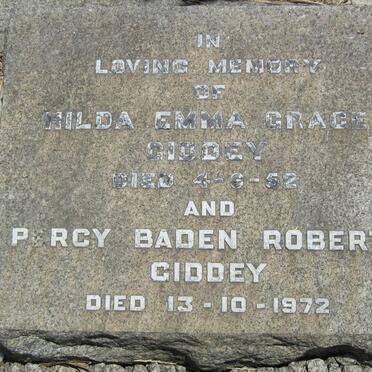 IN
LOVING MEMORY
OF
HILDA EMMA GRACE
GIDDEY
DIED 4-6-52
AND
PERCY BADEN ROBERT
GIDDEY
DIED 13-10-1972